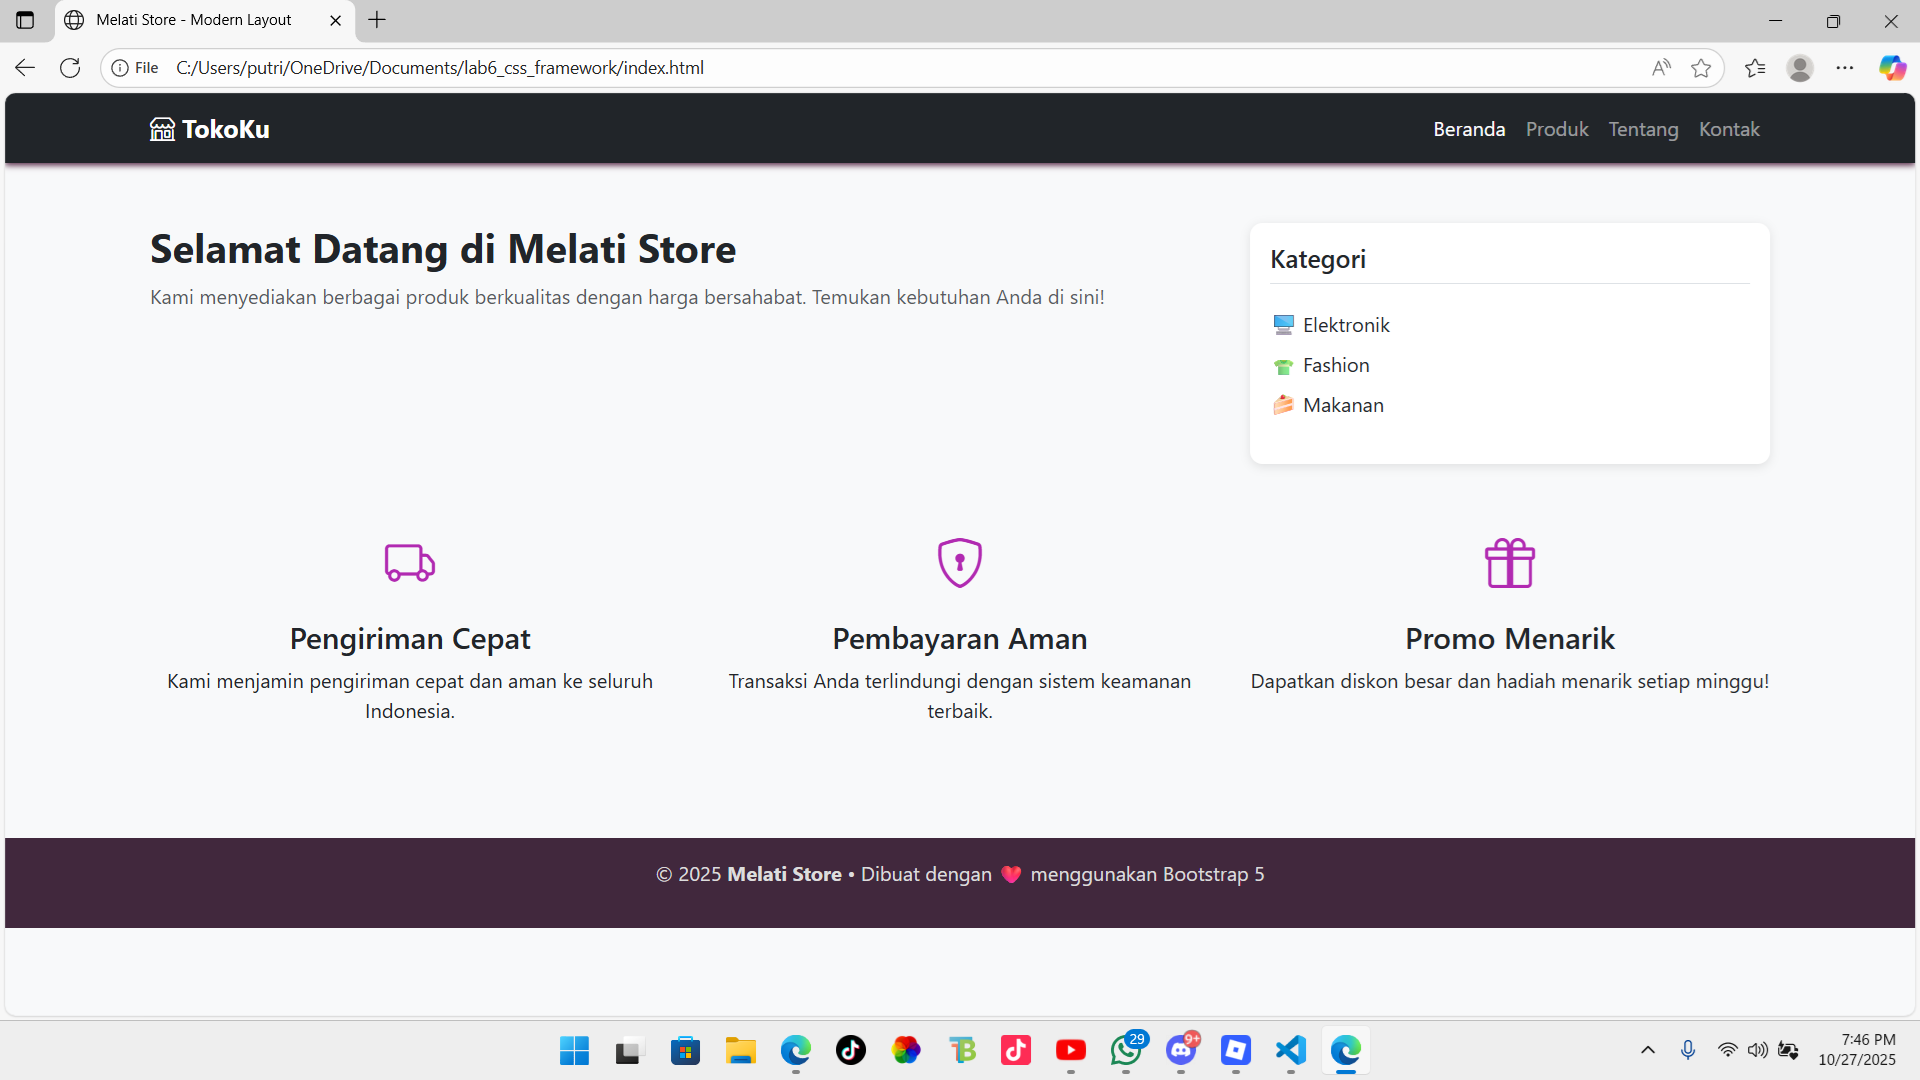 Melati Store - Modern Layout
File C:/Users/putri/OneDrive/Documents/lab6_css_framework/index.html
TokoKu
Beranda Produk Tentang Kontak
Selamat Datang di Melati Store
Kami menyediakan berbagai produk berkualitas dengan harga bersahabat. Temukan kebutuhan Anda di sini!
Kategori
Elektronik
Fashion
Makanan
Pengiriman Cepat
Kami menjamin pengiriman cepat dan aman ke seluruh
Indonesia.
Pembayaran Aman
Transaksi Anda terlindungi dengan sistem keamanan
terbaik.
Promo Menarik
Dapatkan diskon besar dan hadiah menarik setiap minggu!
© 2025 Melati Store • Dibuat dengan ❤️ menggunakan Bootstrap 5
29
9+
7:46 PM
10/27/2025